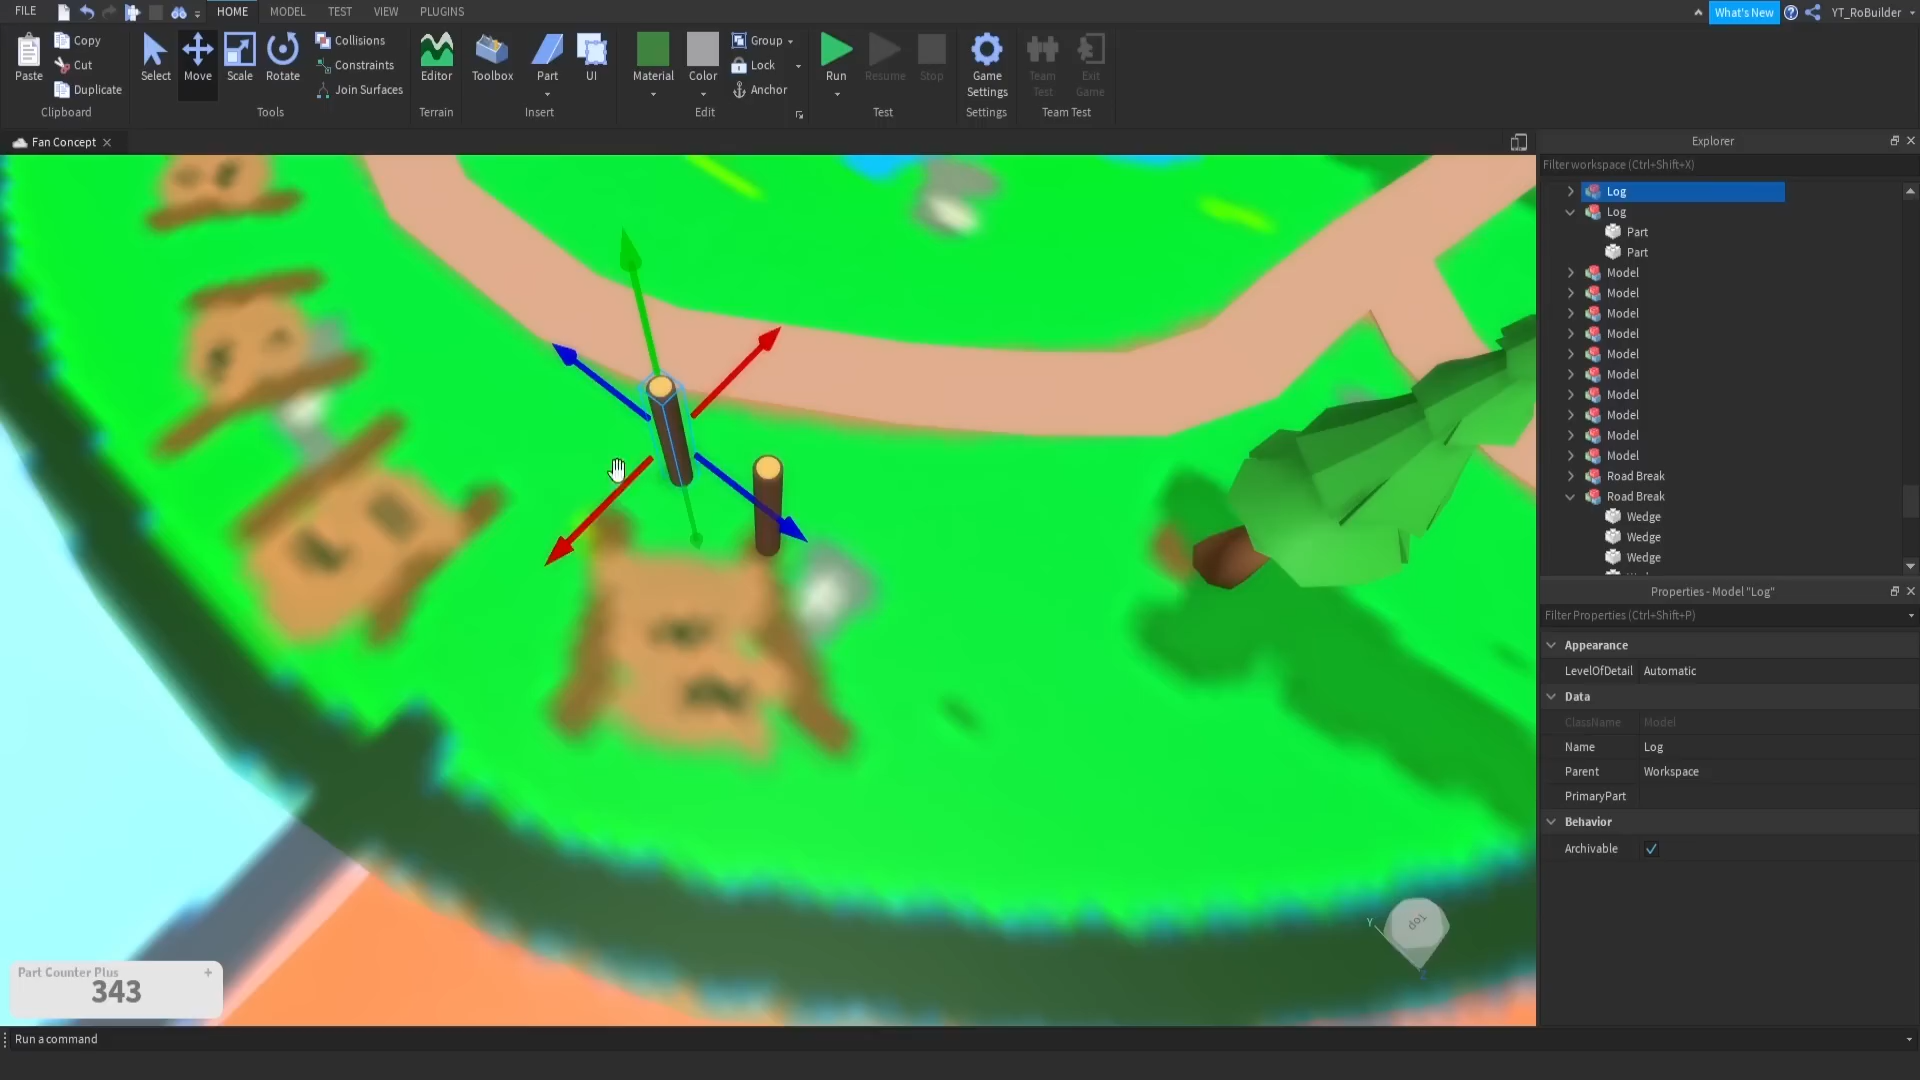 FILE HOME MODEL TEST VIEW PLUGINS What's New YT_RoBuilder
Paste Copy Cut Duplicate
Clipboard
Select Move Scale Rotate Collisions Constraints Join Surfaces
Tools
Editor
Terrain
Toolbox Part UI
Insert
Material Color Group Lock Anchor
Edit
Run Resume Stop
Test
Game Settings
Settings
Team Test Exit Game
Team Test
Fan Concept
Explorer
Filter workspace (Ctrl+Shift+X)
Log
Log
Part
Part
Model
Model
Model
Model
Model
Model
Model
Model
Model
Model
Road Break
Road Break
Wedge
Wedge
Wedge
Properties - Model "Log"
Filter Properties (Ctrl+Shift+P)
Appearance
LevelOfDetail Automatic
Data
ClassName Model
Name Log
Parent Workspace
PrimaryPart
Behavior
Archivable
Top
Y
Z
Part Counter Plus +
343
Run a command